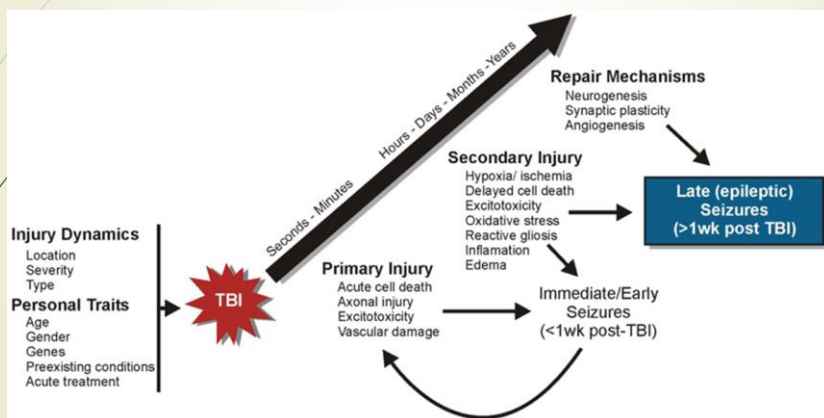 Injury Dynamics
Location
Severity
Type
Personal Traits
Age
Gender
Genes
Preexisting conditions
Acute treatment
TBI
Seconds - Minutes
Hours - Days - Months -Years
Primary Injury
Acute cell death
Axonal injury
Excitotoxicity
Vascular damage
Secondary Injury
Hypoxia/ ischemia
Delayed cell death
Excitotoxicity
Oxidative stress
Reactive gliosis
Inflamation
Edema
Repair Mechanisms
Neurogenesis
Synaptic plasticity
Angiogenesis
Immediate/Early
Seizures
(<1wk post-TBI)
Late (epileptic)
Seizures
(>1wk post TBI)